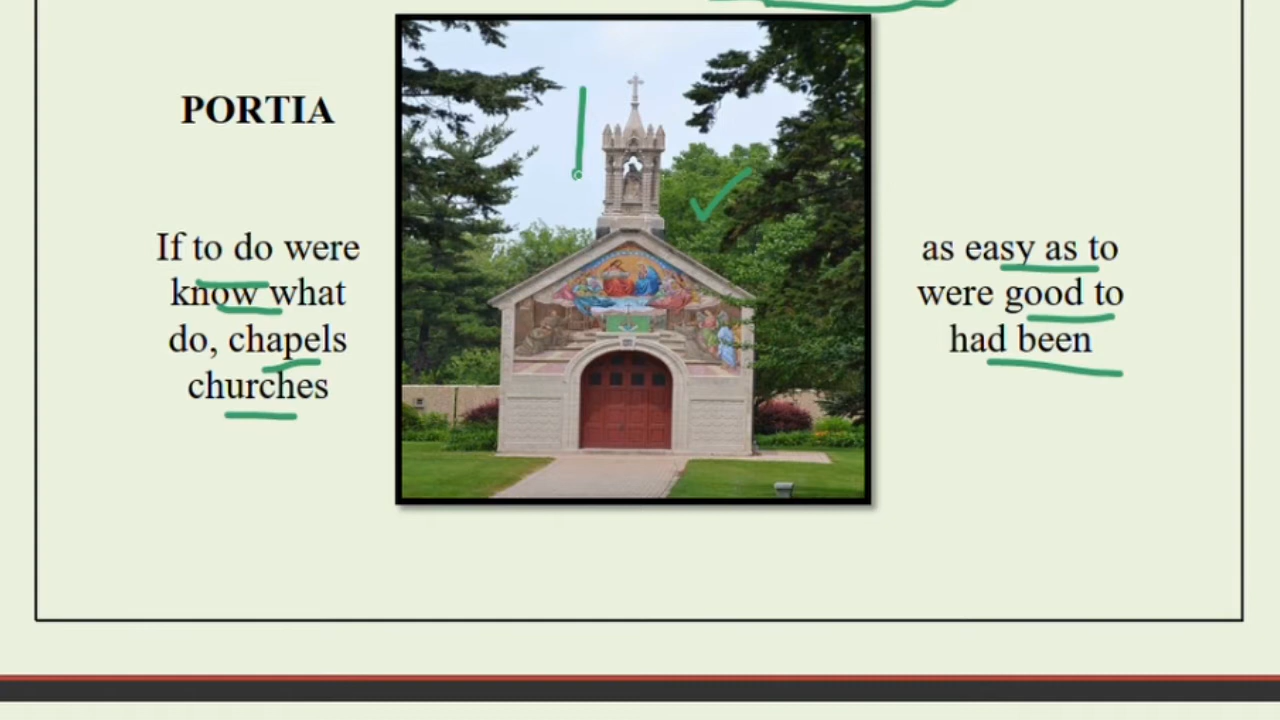 PORTIA
If to do were
know what
do, chapels
churches
as easy as to
were good to
had been